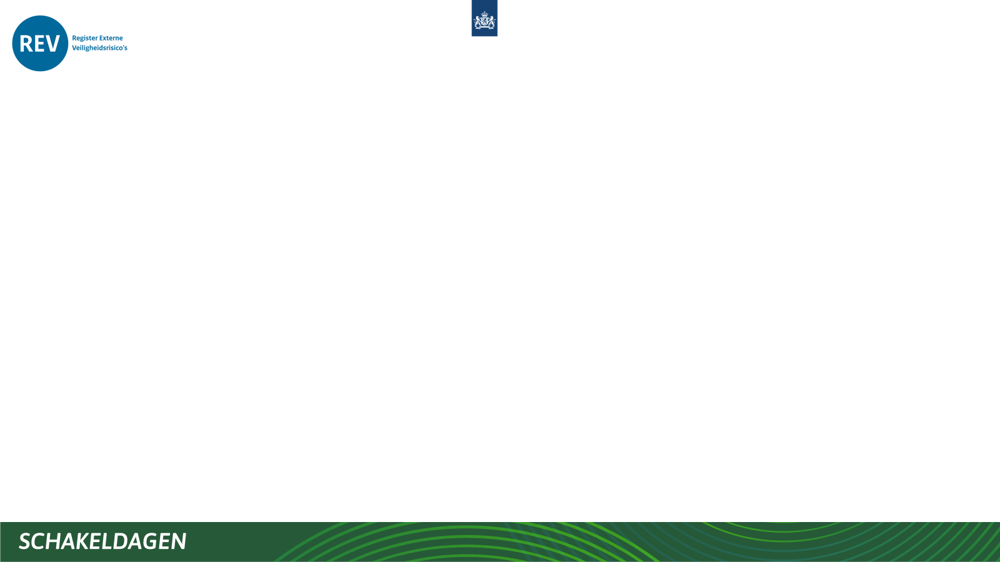 REV
Register Externe
Veiligheidsrisico's
SCHAKELDAGEN